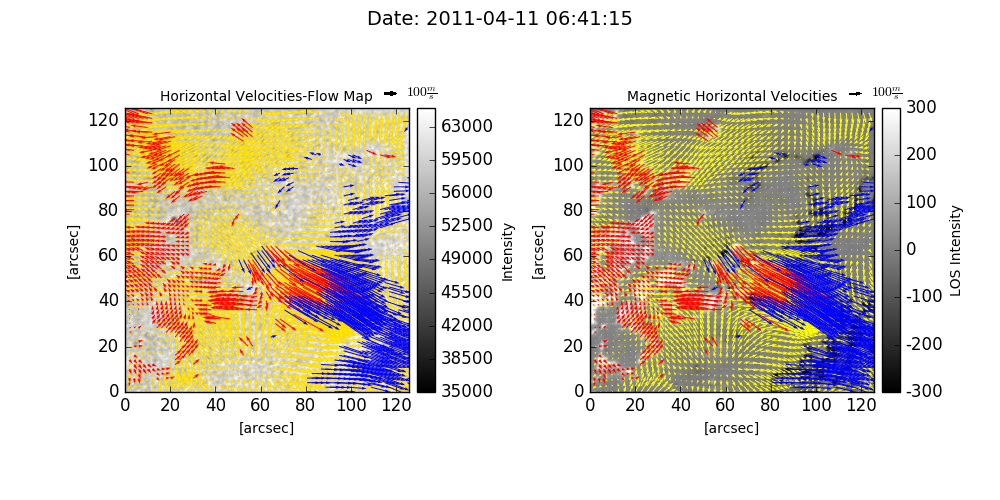 Date: 2011-04-11 06:41:15
Horizontal Velocities-Flow Map
100 m/s
120
100
80
60
40
20
0
0 20 40 60 80 100 120
[arcsec]
[arcsec]
63000
59500
56000
52500
49000
45500
42000
38500
35000
Intensity
Magnetic Horizontal Velocities
100 m/s
120
100
80
60
40
20
0
0 20 40 60 80 100 120
[arcsec]
[arcsec]
300
200
100
0
-100
-200
-300
LOS Intensity